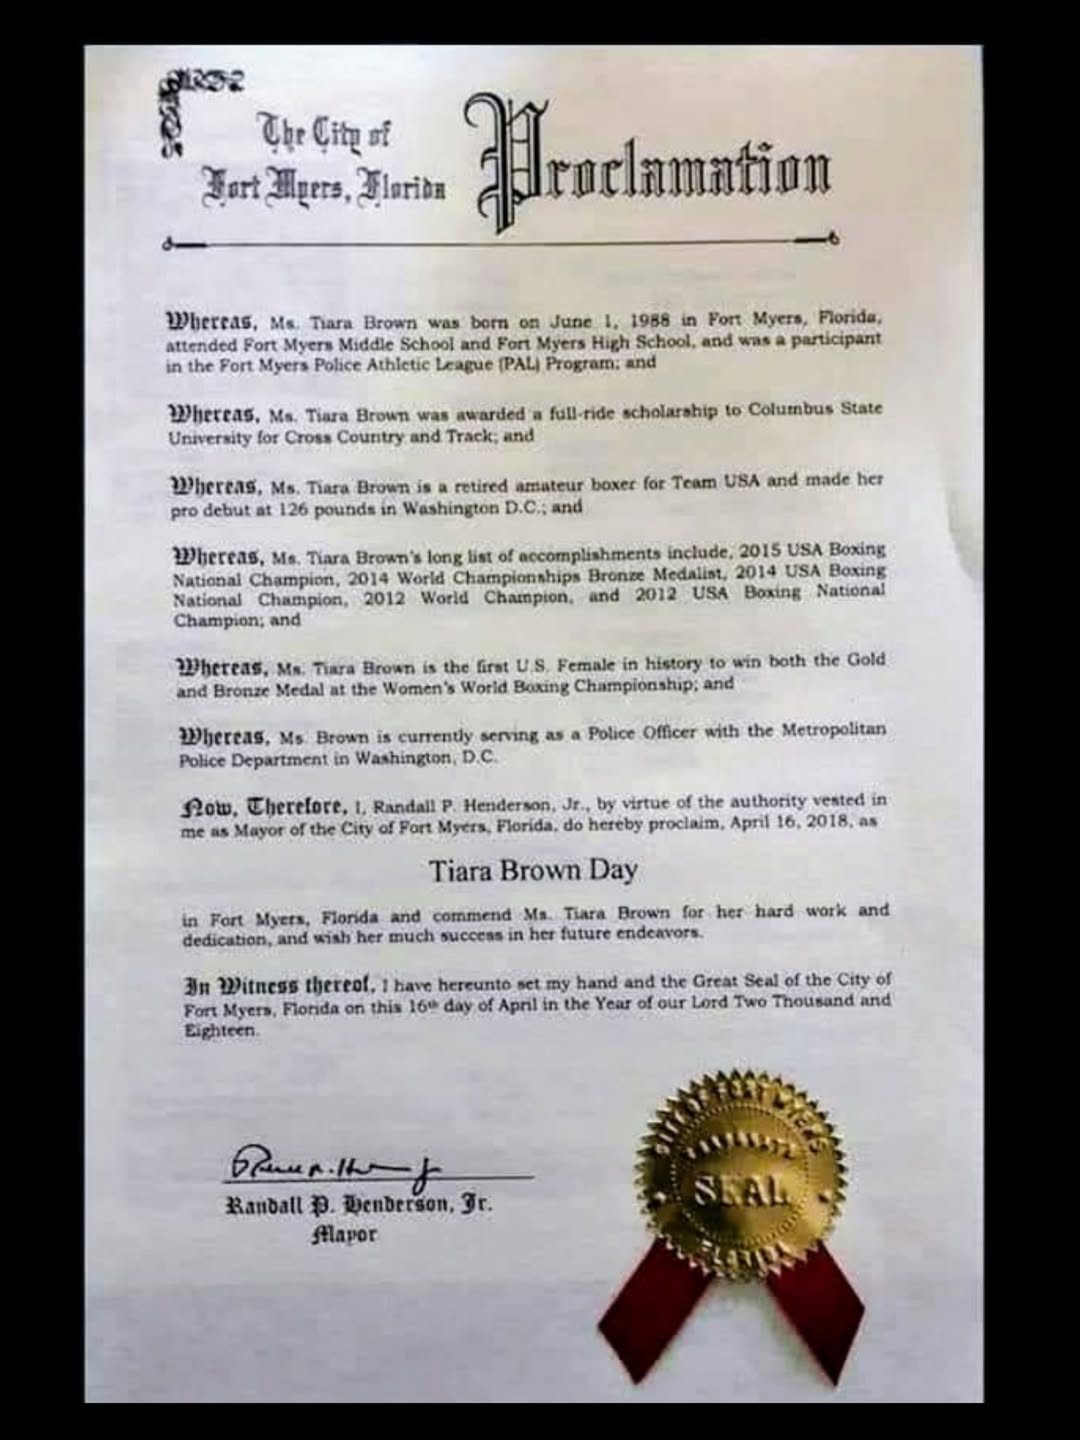 The City of
Fort Myers, Florida
Proclamation
Whereas, Ms. Tiara Brown was born on June 1, 1988 in Fort Myers, Florida,
attended Fort Myers Middle School and Fort Myers High School, and was a participant
in the Fort Myers Police Athletic League (PAL) Program; and
Whereas, Ms. Tiara Brown was awarded a full-ride scholarship to Columbus State
University for Cross Country and Track; and
Whereas, Ms. Tiara Brown is a retired amateur boxer for Team USA and made her
pro debut at 126 pounds in Washington D.C.; and
Whereas, Ms. Tiara Brown's long list of accomplishments include, 2015 USA Boxing
National Champion, 2014 World Championships Bronze Medalist, 2014 USA Boxing
National Champion, 2012 World Champion, and 2012 USA Boxing National
Champion; and
Whereas, Ms. Tiara Brown is the first U.S. Female in history to win both the Gold
and Bronze Medal at the Women's World Boxing Championship; and
Whereas, Ms. Brown is currently serving as a Police Officer with the Metropolitan
Police Department in Washington, D.C.
Now, Therefore, I, Randall P. Henderson, Jr., by virtue of the authority vested in
me as Mayor of the City of Fort Myers, Florida, do hereby proclaim, April 16, 2018, as
Tiara Brown Day
in Fort Myers, Florida and commend Ms. Tiara Brown for her hard work and
dedication, and wish her much success in her future endeavors.
In Witness thereof, I have hereunto set my hand and the Great Seal of the City of
Fort Myers, Florida on this 16th day of April in the Year of our Lord Two Thousand and
Eighteen.
Randall P. Henderson, Jr.
Mayor
CITY OF FORT MYERS
SEAL
FLORIDA